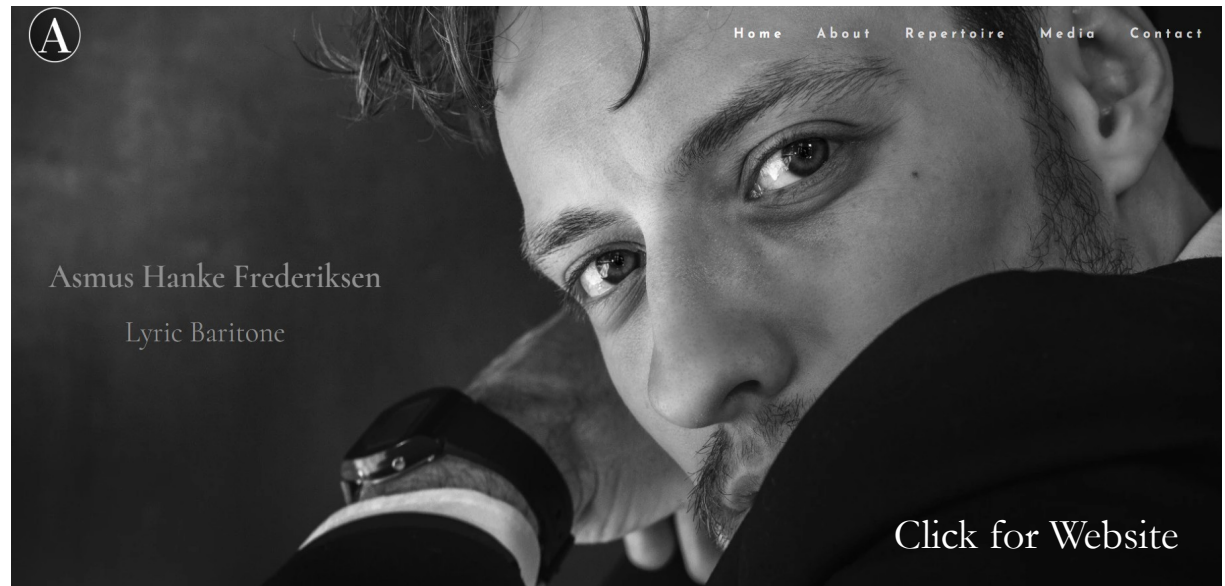 A
Home About Repertoire Media Contact
Asmus Hanke Frederiksen
Lyric Baritone
Click for Website